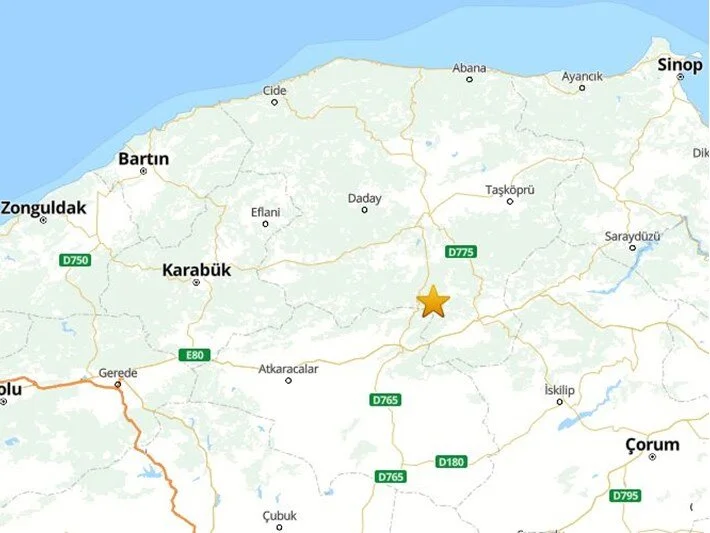 Sinop
Abana
Ayancık
Cide
Bartın
Dik
Taşköprü
Daday
Zonguldak
Eflani
Saraydüzü
D775
D750
Karabük
E80
Gerede
Atkaracalar
olu
İskilip
D765
Çorum
D180
D765
D795
Çubuk